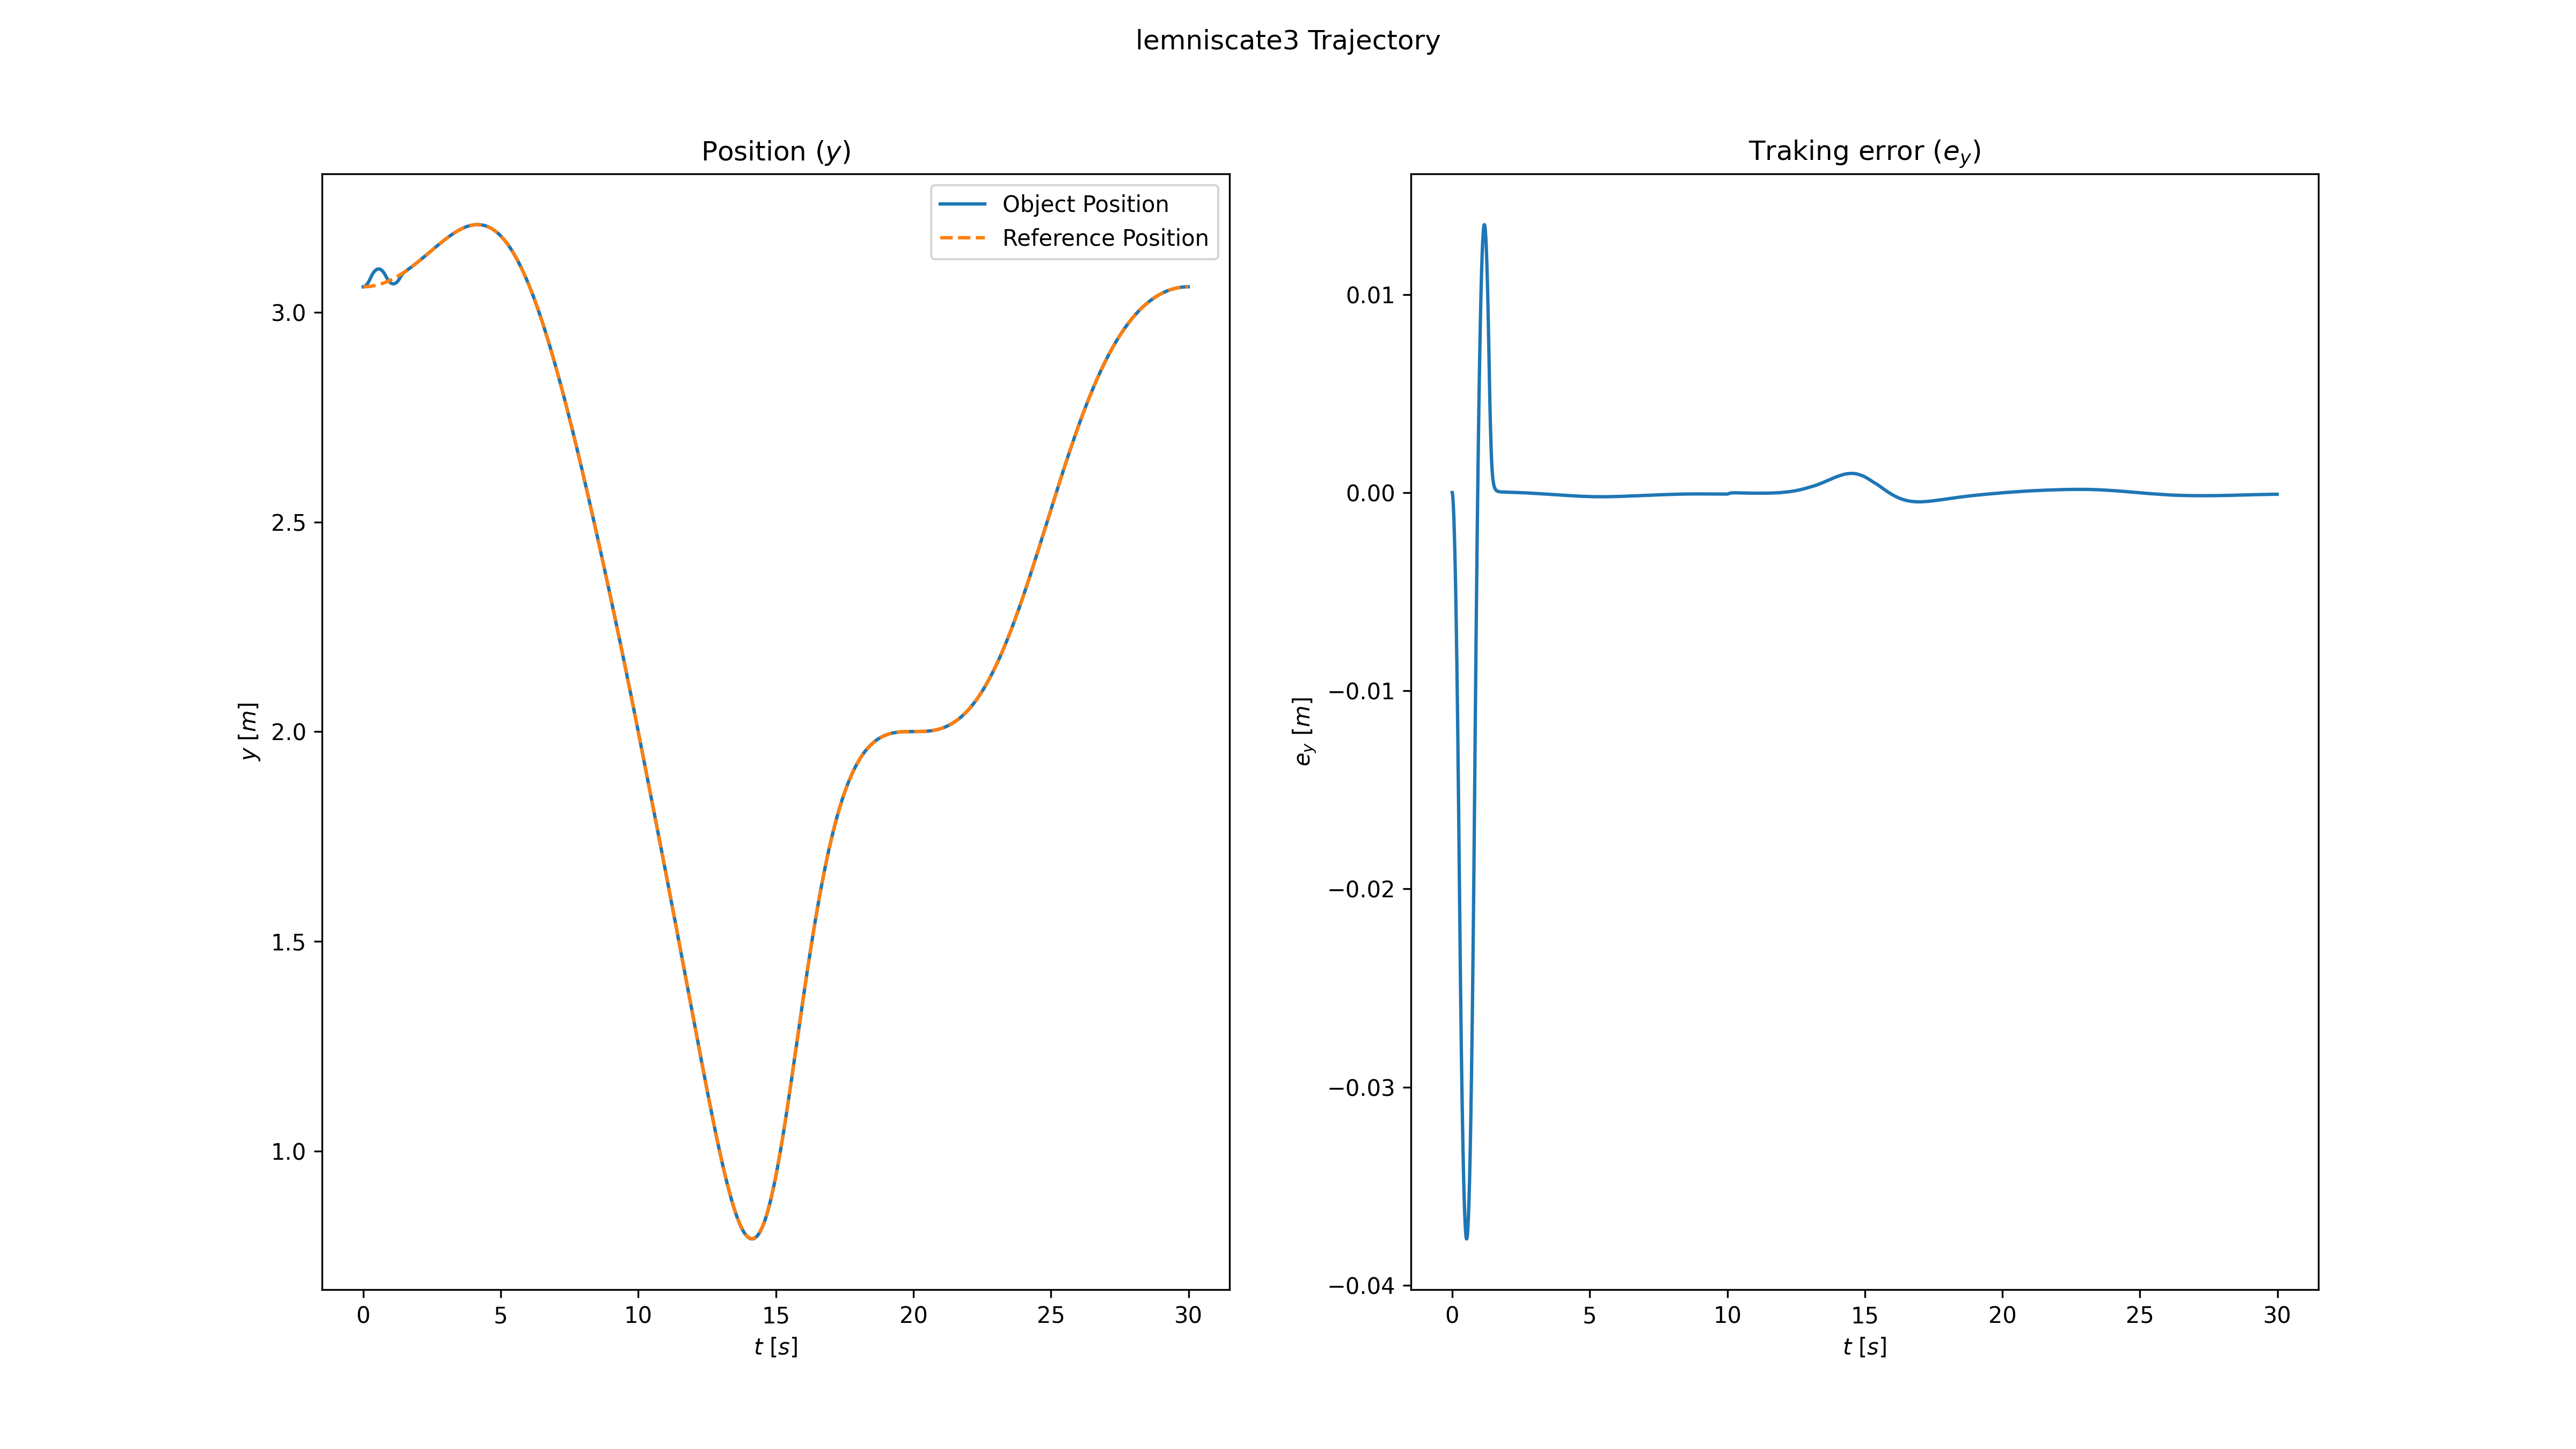 lemniscate3 Trajectory
Position (y)
Object Position
Reference Position
3.0
2.5
2.0
1.5
1.0
y [m]
0 5 10 15 20 25 30
t [s]
Traking error (e_y)
0.01
0.00
−0.01
−0.02
−0.03
−0.04
e_y [m]
0 5 10 15 20 25 30
t [s]